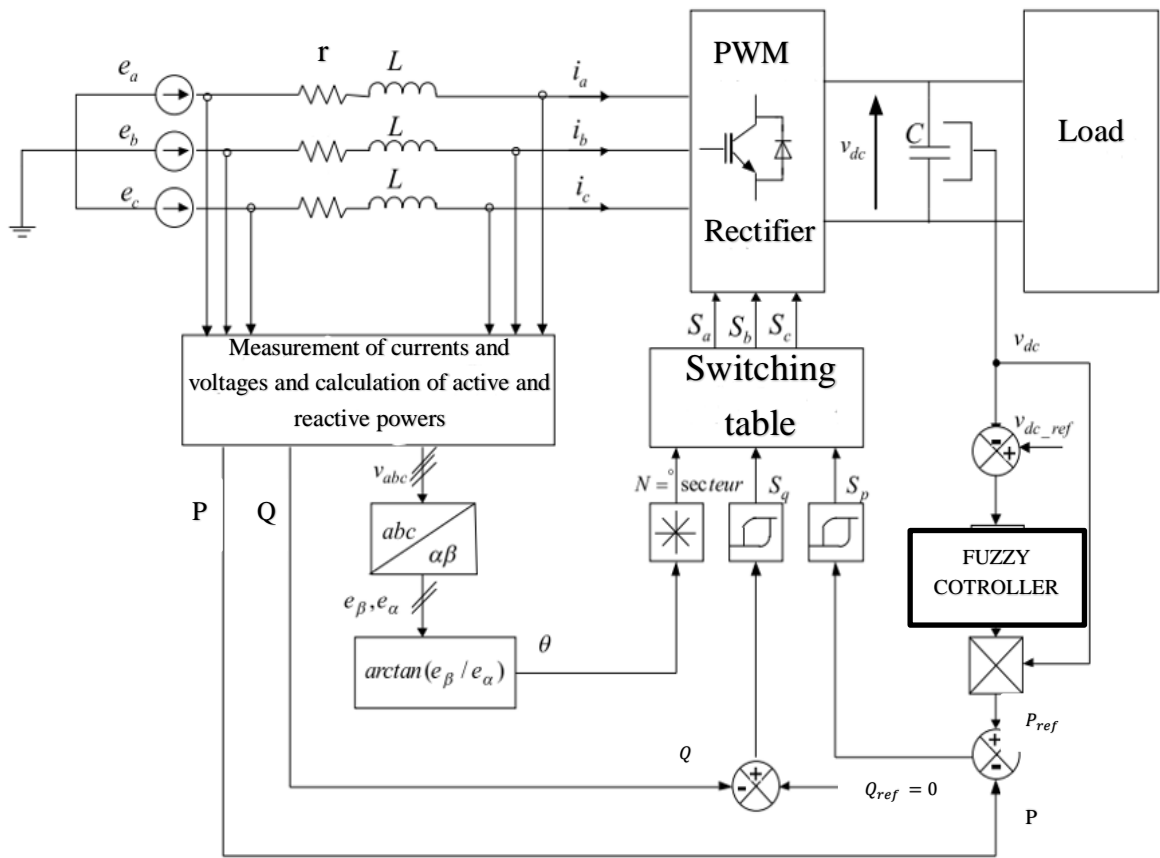 r
e_a
L
i_a
PWM
e_b
L
i_b
v_dc
C
Load
e_c
L
i_c
Rectifier
S_a
S_b
S_c
Measurement of currents and
voltages and calculation of active and
reactive powers
Switching
table
v_dc
v_dc_ref
-
+
v_abc
P
Q
N=° secteur
S_q
S_p
abc
αβ
e_β,e_α
FUZZY
COTROLLER
θ
arctan(e_β / e_α)
P_ref
+
-
Q
+
-
Q_ref = 0
P